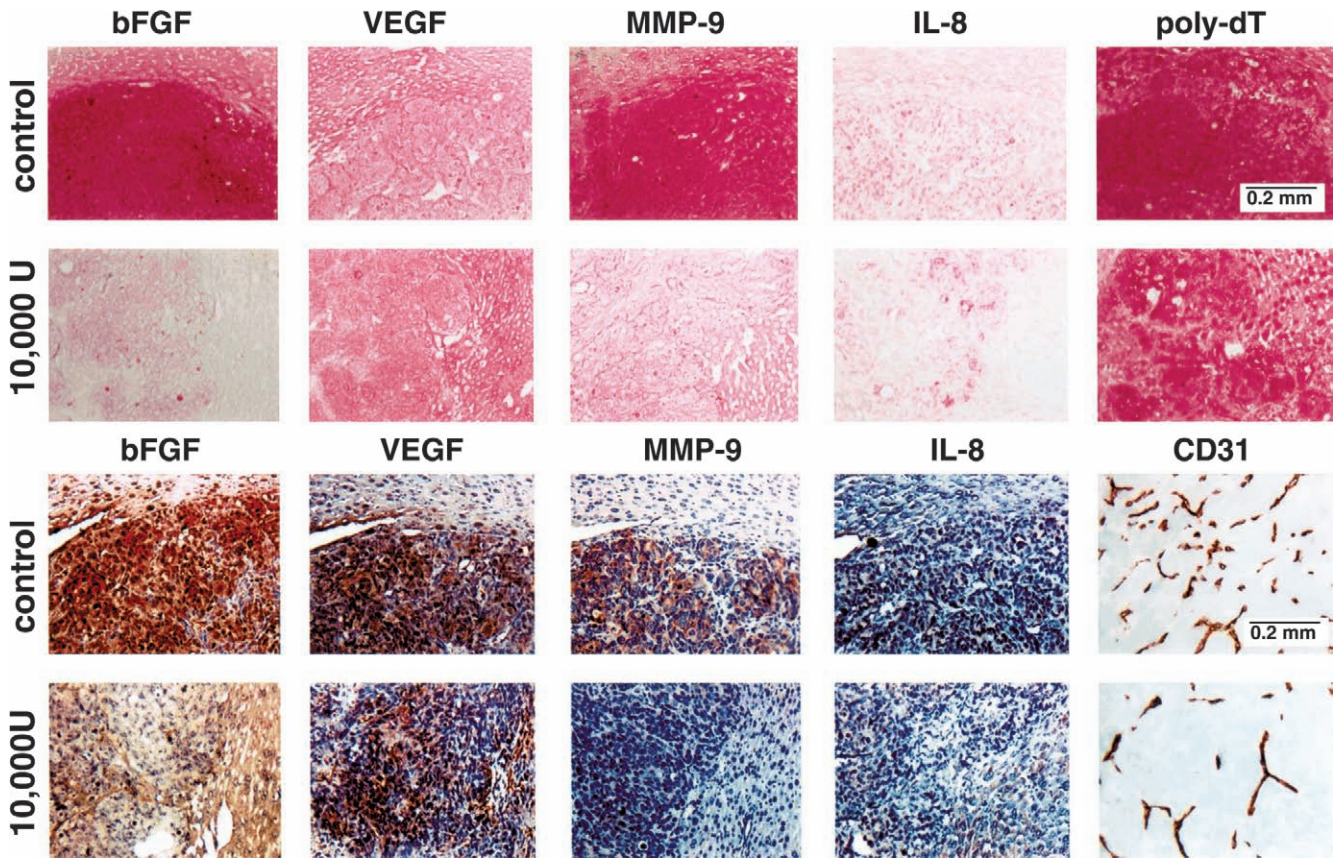 bFGF VEGF MMP-9 IL-8 poly-dT
control
0.2 mm
10,000 U
bFGF VEGF MMP-9 IL-8 CD31
control
0.2 mm
10,000U